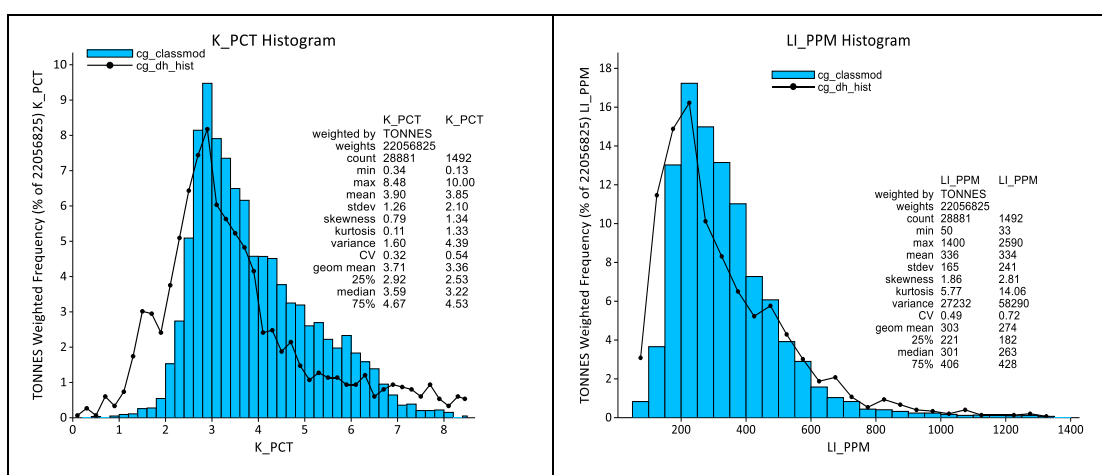 K_PCT Histogram
cg_classmod
cg_dh_hist
TONNES Weighted Frequency (% of 22056825) K_PCT
10
9
8
7
6
5
4
3
2
1
0
K_PCT K_PCT
weighted by TONNES
weights 22056825
count 28881 1492
min 0.34 0.13
max 8.48 10.00
mean 3.90 3.85
stdev 1.26 2.10
skewness 0.79 1.34
kurtosis 0.11 1.33
variance 1.60 4.39
CV 0.32 0.54
geom mean 3.71 3.36
25% 2.92 2.53
median 3.59 3.22
75% 4.67 4.53
0 1 2 3 4 5 6 7 8
K_PCT
LI_PPM Histogram
cg_classmod
cg_dh_hist
TONNES Weighted Frequency (% of 22056825) LI_PPM
18
16
14
12
10
8
6
4
2
0
LI_PPM LI_PPM
weighted by TONNES
weights 22056825
count 28881 1492
min 50 33
max 1400 2590
mean 336 334
stdev 165 241
skewness 1.86 2.81
kurtosis 5.77 14.06
variance 27232 58290
CV 0.49 0.72
geom mean 303 274
25% 221 182
median 301 263
75% 406 428
200 400 600 800 1000 1200 1400
LI_PPM